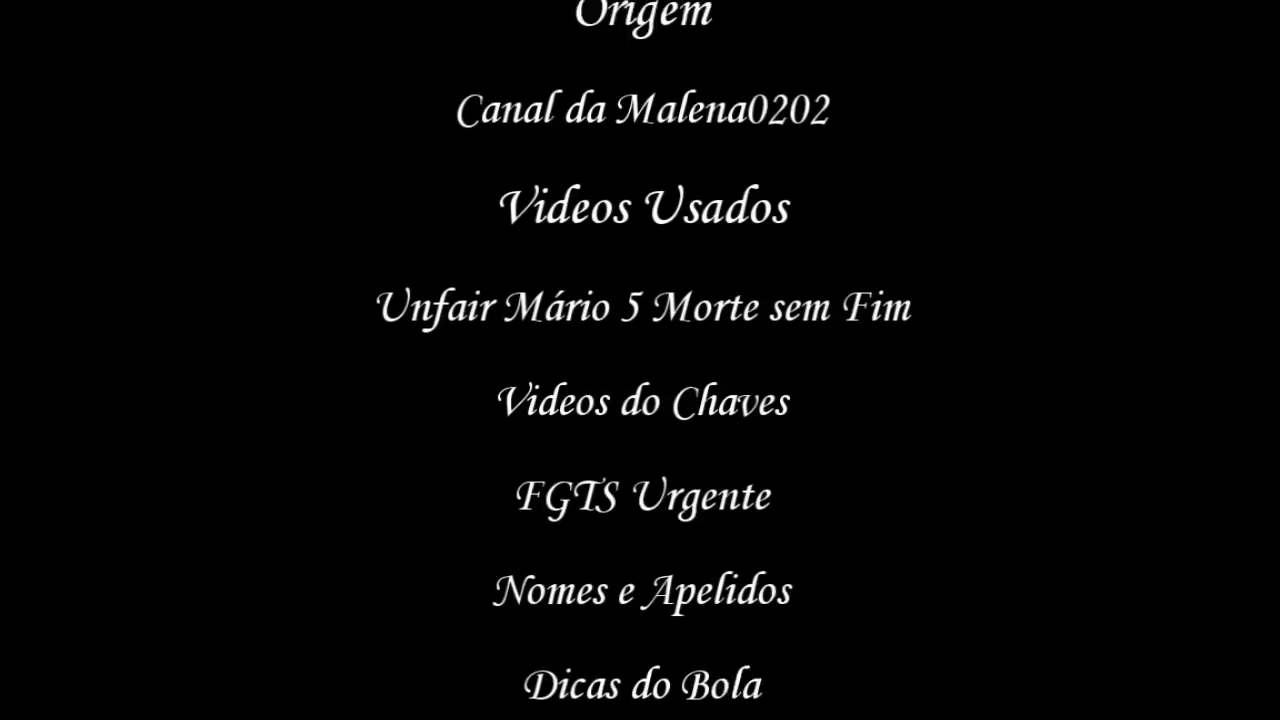 Origem
Canal da Malena0202
Videos Usados
Unfair Mário 5 Morte sem Fim
Videos do Chaves
FGTS Urgente
Nomes e Apelidos
Dicas do Bola